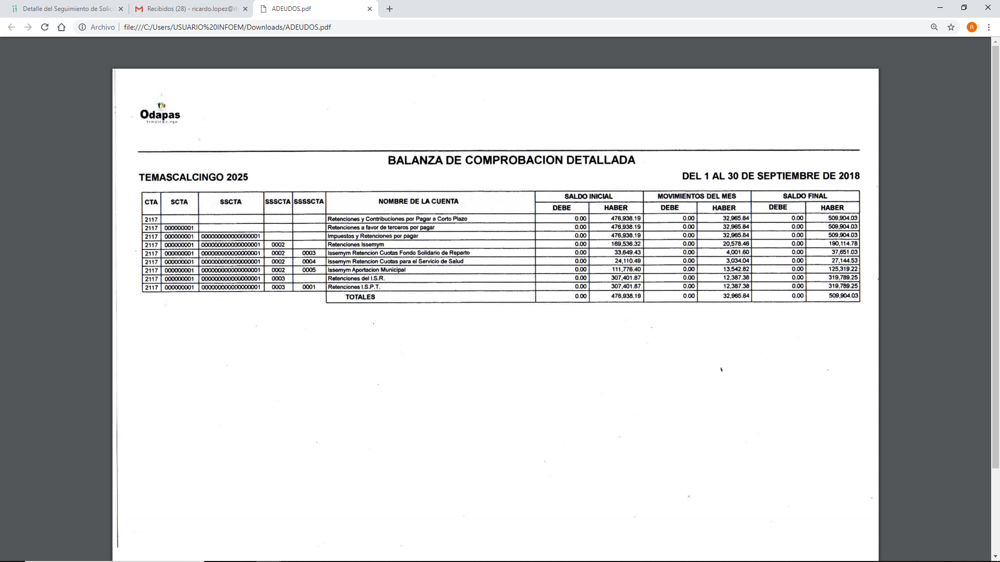 Detalle del Seguimiento de Solici
Recibidos (28) - ricardo.lopez@it
ADEUDOS.pdf
Archivo file:///C:/Users/USUARIO%20INFOEM/Downloads/ADEUDOS.pdf
R
Odapas
Temascalcingo
BALANZA DE COMPROBACION DETALLADA
TEMASCALCINGO 2025 DEL 1 AL 30 DE SEPTIEMBRE DE 2018
CTA SCTA SSCTA SSSCTA SSSSCTA NOMBRE DE LA CUENTA SALDO INICIAL MOVIMIENTOS DEL MES SALDO FINAL
DEBE HABER DEBE HABER DEBE HABER
2117 Retenciones y Contribuciones por Pagar a Corto Plazo 0.00 476,938.19 0.00 32,965.84 0.00 509,904.03
2117 000000001 Retenciones a favor de terceros por pagar 0.00 476,938.19 0.00 32,965.84 0.00 509,904.03
2117 000000001 000000000000000001 Impuestos y Retenciones por pagar 0.00 476,938.19 0.00 32,965.84 0.00 509,904.03
2117 000000001 000000000000000001 0002 Retenciones Issemym 0.00 169,536.32 0.00 20,578.46 0.00 190,114.78
2117 000000001 000000000000000001 0002 0003 Issemym Retencion Cuotas Fondo Solidario de Reparto 0.00 33,649.43 0.00 4,001.60 0.00 37,651.03
2117 000000001 000000000000000001 0002 0004 Issemym Retencion Cuotas para el Servicio de Salud 0.00 24,110.49 0.00 3,034.04 0.00 27,144.53
2117 000000001 000000000000000001 0002 0005 Issemym Aportacion Municipal 0.00 111,776.40 0.00 13,542.82 0.00 125,319.22
2117 000000001 000000000000000001 0003 Retenciones del I.S.R. 0.00 307,401.87 0.00 12,387.38 0.00 319,789.25
2117 000000001 000000000000000001 0003 0001 Retenciones I.S.P.T. 0.00 307,401.87 0.00 12,387.38 0.00 319,789.25
TOTALES 0.00 476,938.19 0.00 32,965.84 0.00 509,904.03